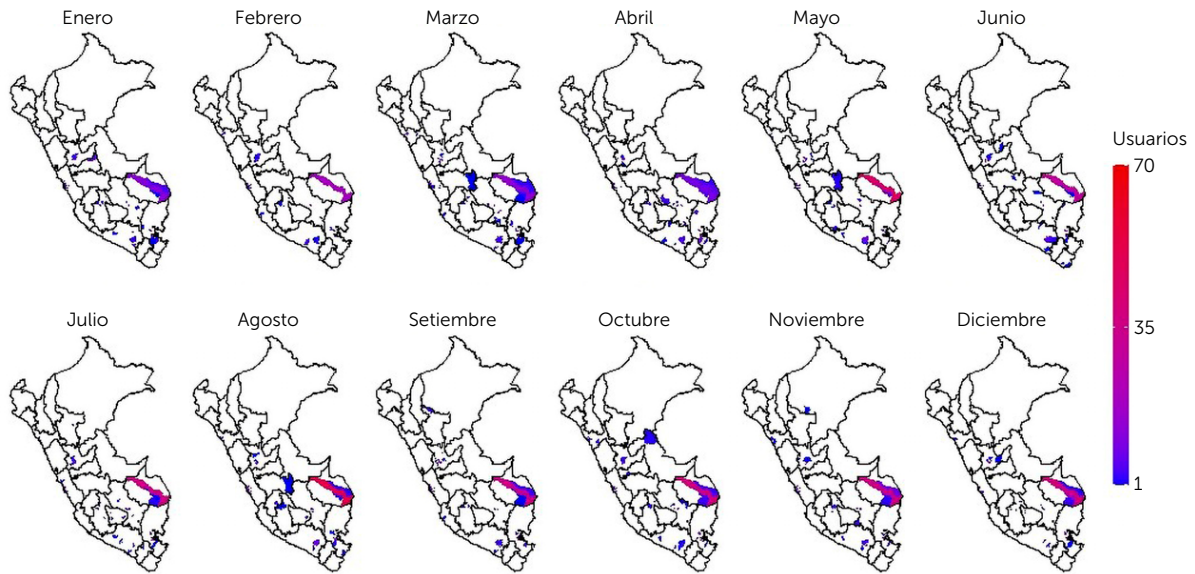 Enero
Febrero
Marzo
Abril
Mayo
Junio
Usuarios
70
35
1
Julio
Agosto
Setiembre
Octubre
Noviembre
Diciembre